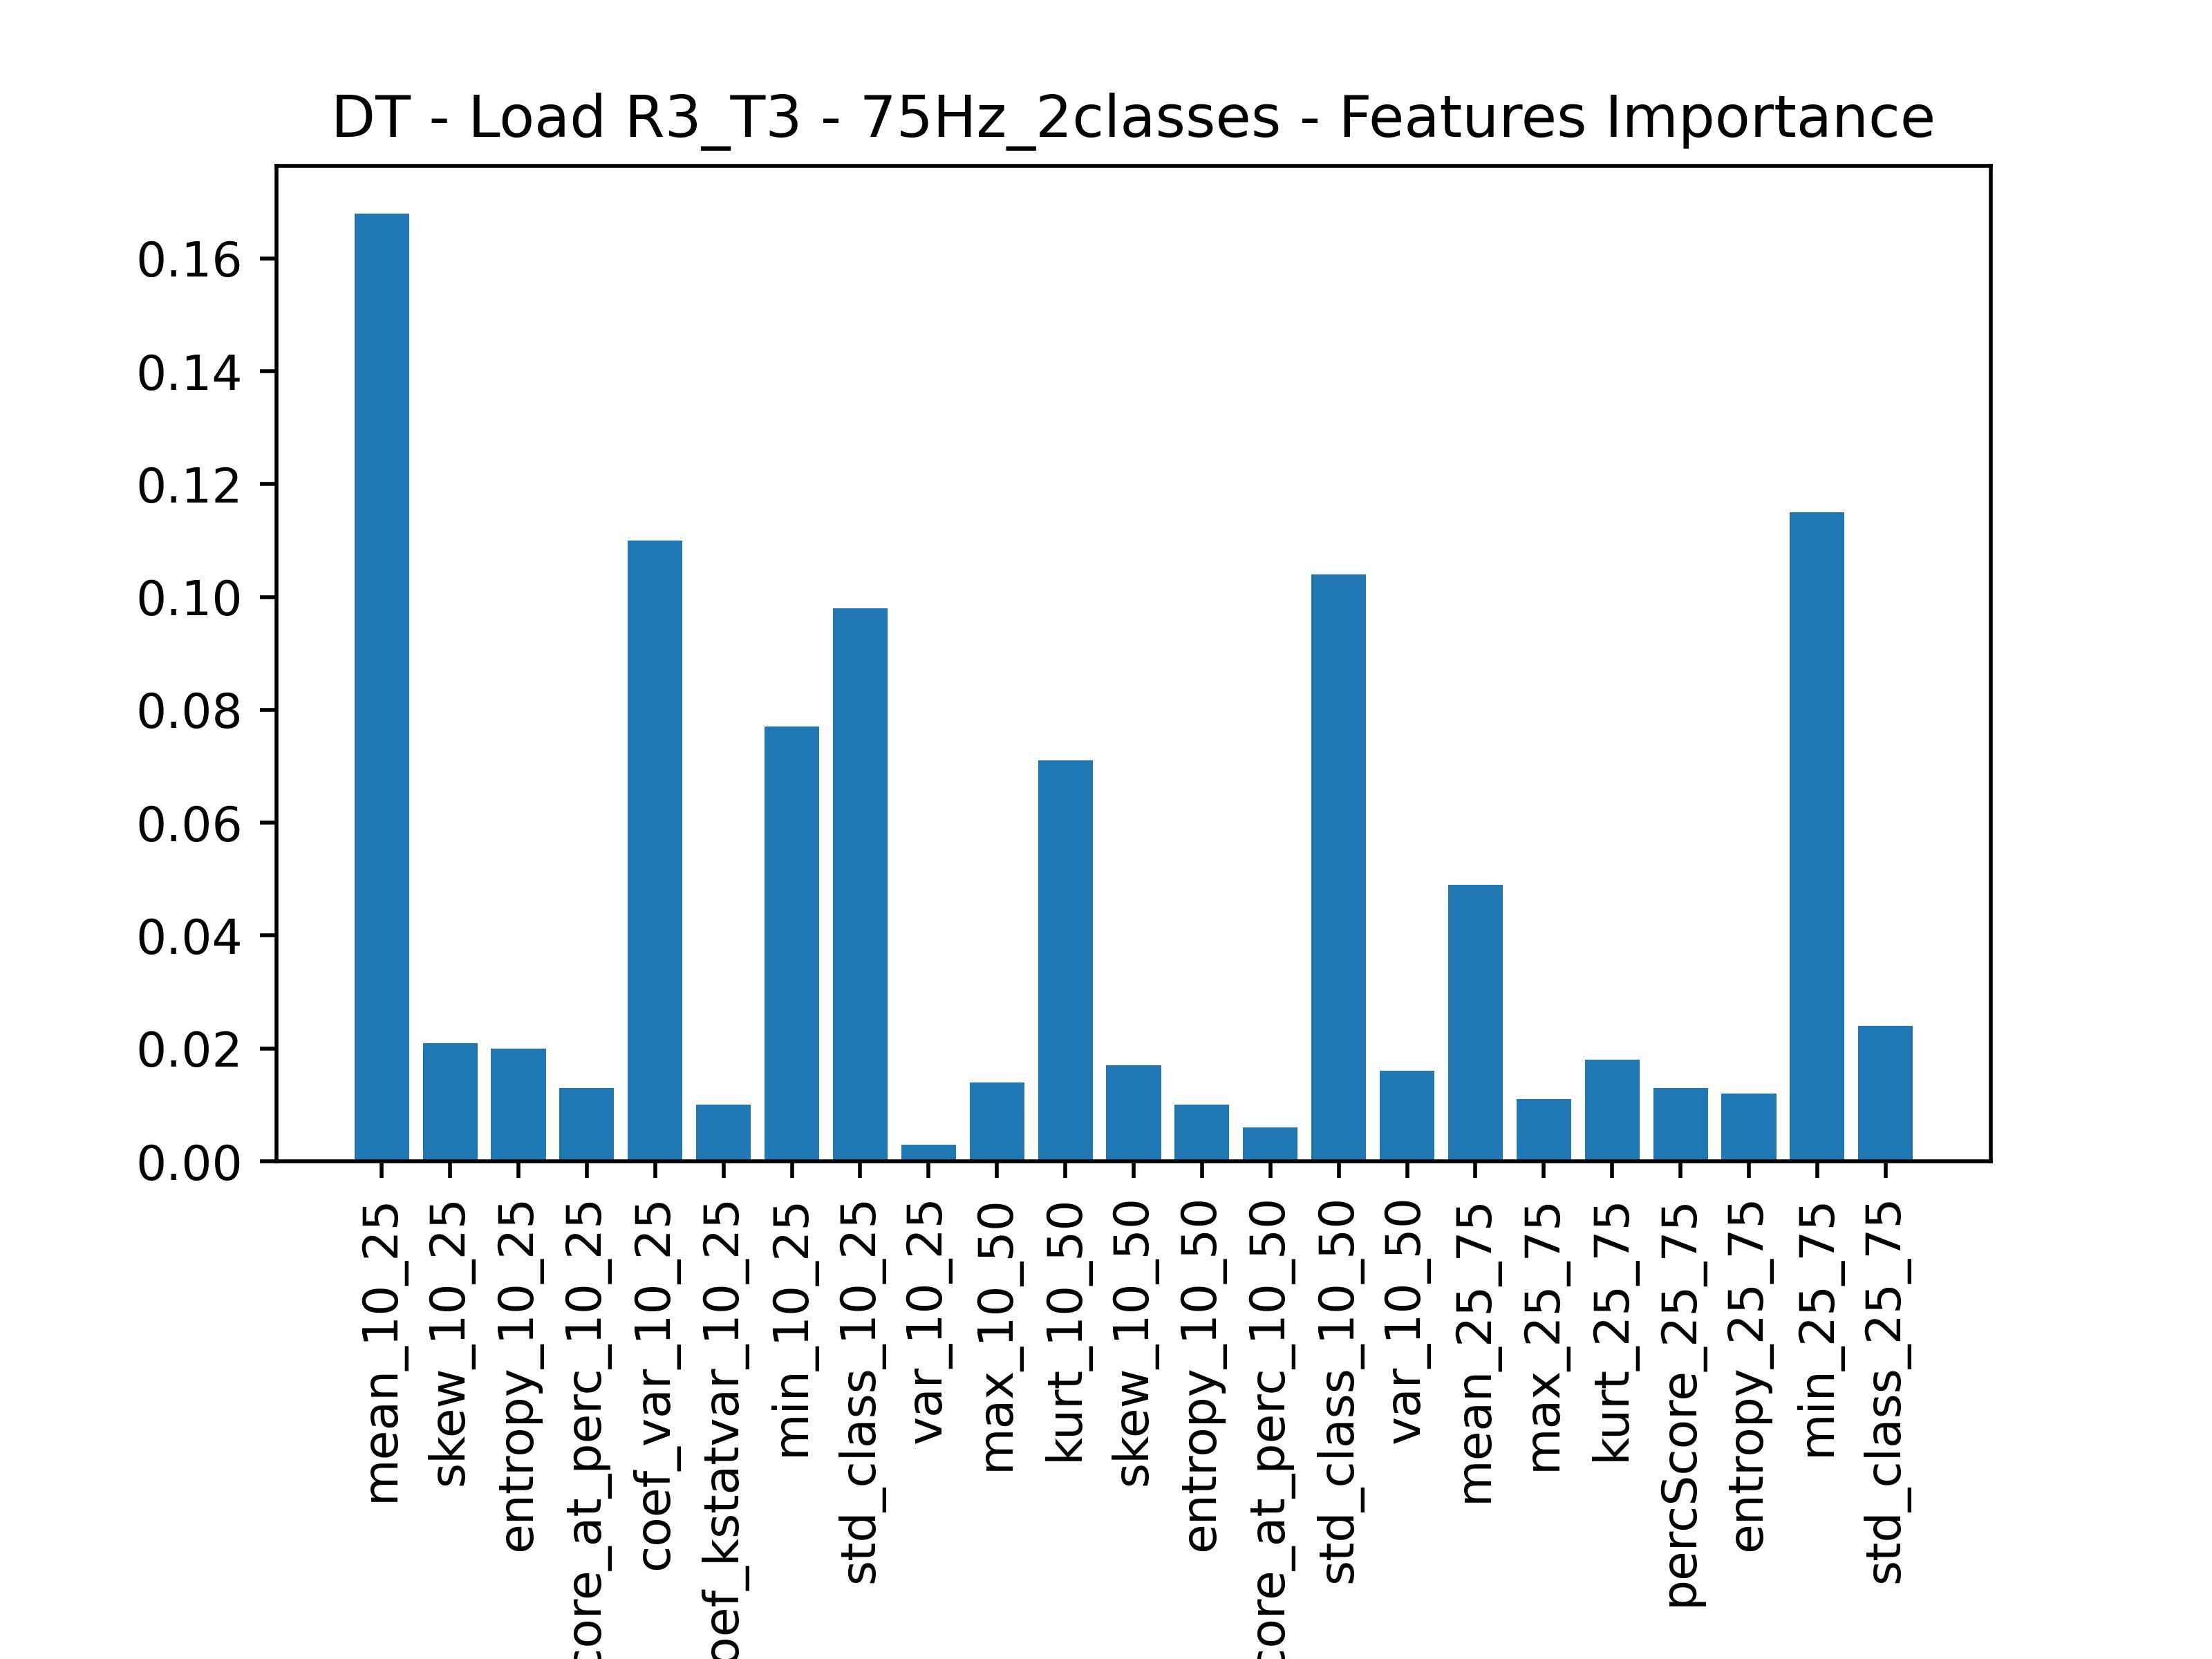 DT - Load R3_T3 - 75Hz_2classes - Features Importance
0.16
0.14
0.12
0.10
0.08
0.06
0.04
0.02
0.00
mean_10_25
skew_10_25
entropy_10_25
core_at_perc_10_25
coef_var_10_25
oef_kstatvar_10_25
min_10_25
std_class_10_25
var_10_25
max_10_50
kurt_10_50
skew_10_50
entropy_10_50
core_at_perc_10_50
std_class_10_50
var_10_50
mean_25_75
max_25_75
kurt_25_75
percScore_25_75
entropy_25_75
min_25_75
std_class_25_75